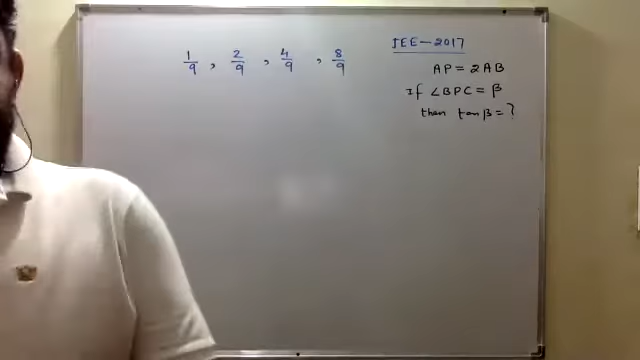 1/9 , 2/9 , 4/9 , 8/9
JEE-2017
AP = 2AB
If ∠BPC = β
then tanβ = ?